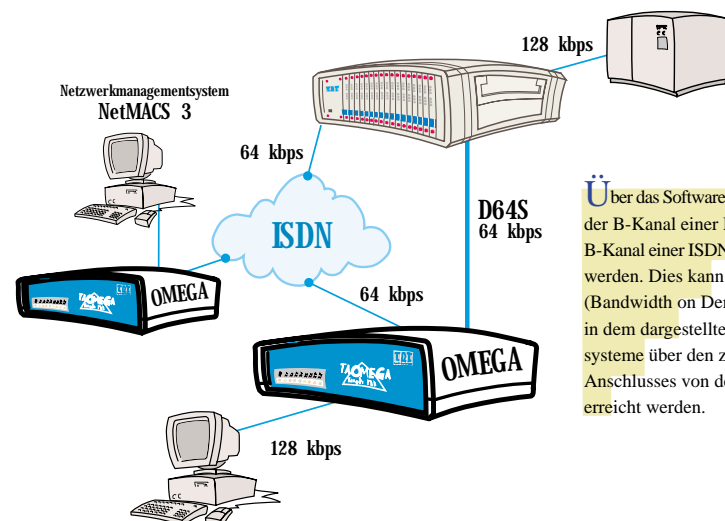 128 kbps
Netzwerkmanagementsystem
NetMACS 3
64 kbps
ISDN
D64S
64 kbps
OMEGA
64 kbps
OMEGA
TAOMEGA
128 kbps
Über das Software
der B-Kanal einer
B-Kanal einer ISDN
werden. Dies kann
(Bandwidth on De
in dem dargestellte
systeme über den z
Anschlusses von de
erreicht werden.